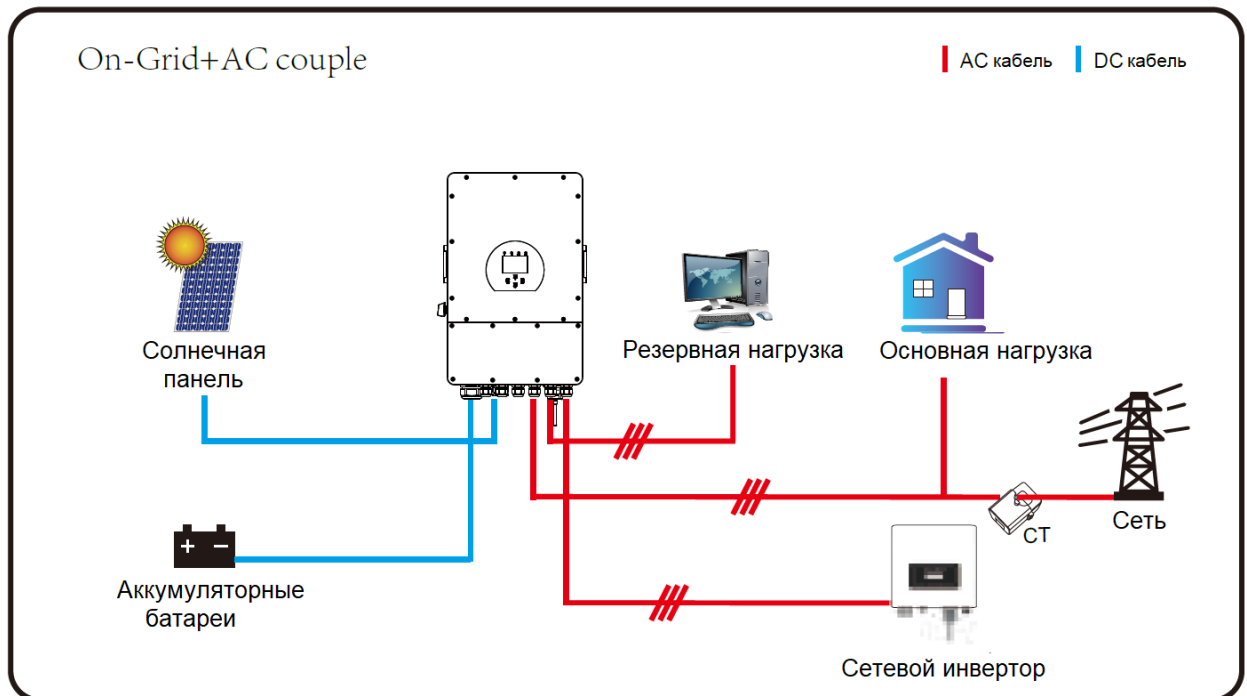 On-Grid+AC couple
AC кабель
DC кабель
Солнечная
панель
Резервная нагрузка
Основная нагрузка
Сеть
CT
Аккумуляторные
батареи
Сетевой инвертор